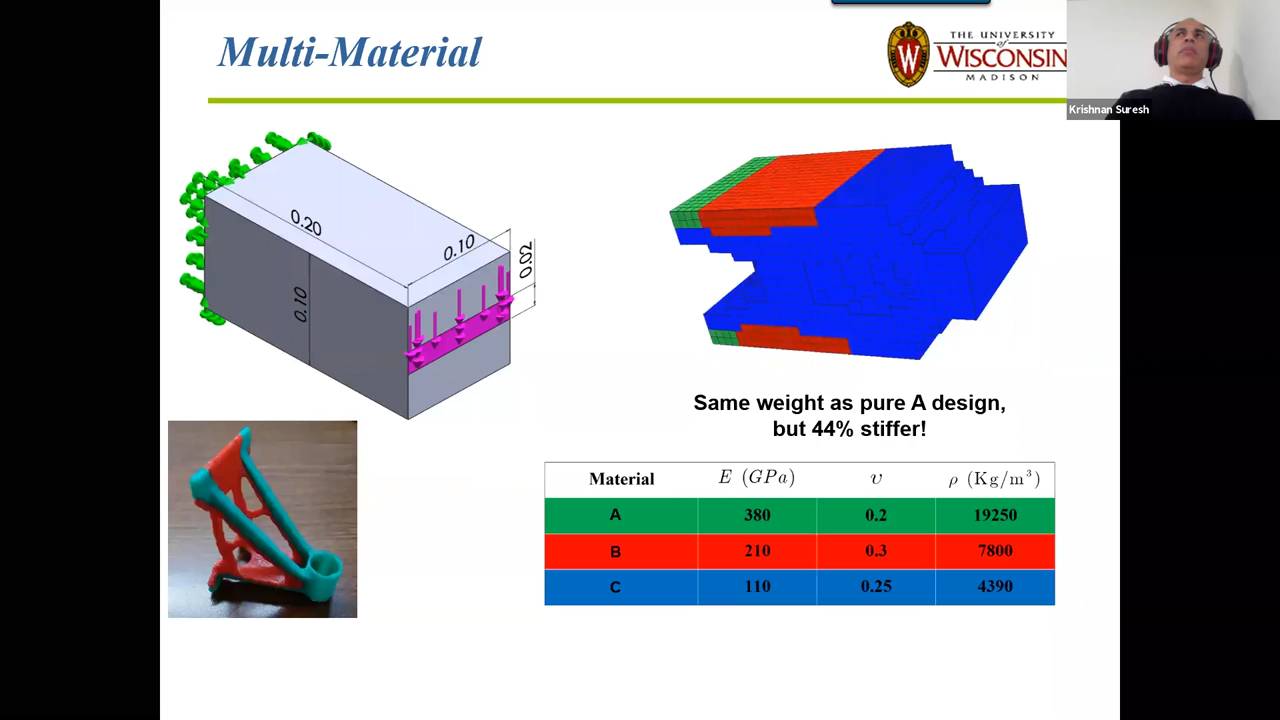 Multi-Material
THE UNIVERSITY
of
WISCONSIN
MADISON
Krishnan Suresh
0.20
0.10
0.02
0.10
Same weight as pure A design,
but 44% stiffer!
Material E (GPa) υ ρ (Kg/m³)
A 380 0.2 19250
B 210 0.3 7800
C 110 0.25 4390